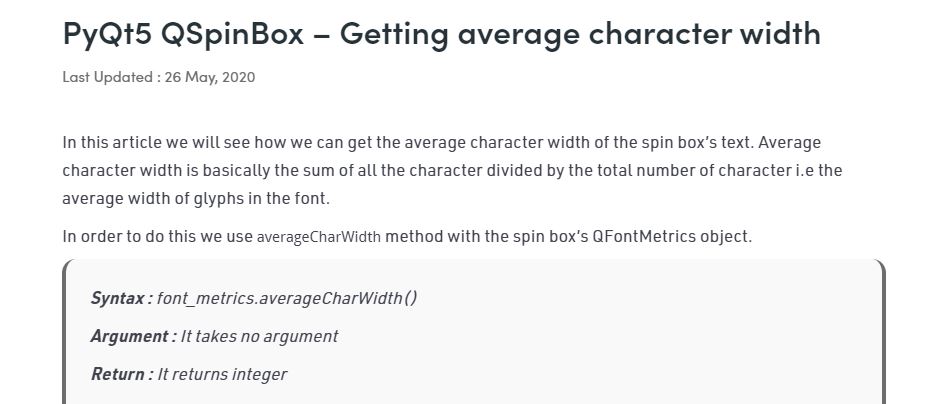 PyQt5 QSpinBox – Getting average character width
Last Updated : 26 May, 2020
In this article we will see how we can get the average character width of the spin box's text. Average
character width is basically the sum of all the character divided by the total number of character i.e the
average width of glyphs in the font.
In order to do this we use averageCharWidth method with the spin box's QFontMetrics object.
Syntax : font_metrics.averageCharWidth()
Argument : It takes no argument
Return : It returns integer